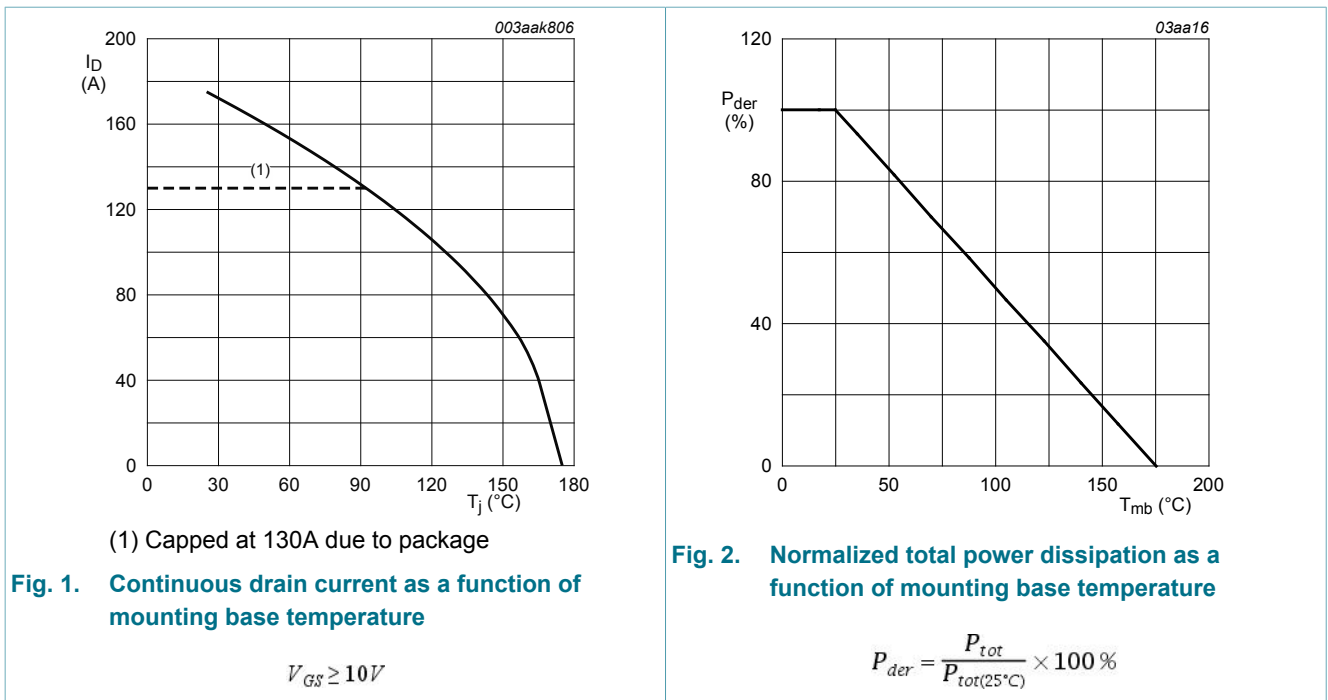 003aak806
I_D
(A)
200
160
120
80
40
0
(1)
0 30 60 90 120 150 180
T_j (°C)
(1) Capped at 130A due to package
Fig. 1. Continuous drain current as a function of
mounting base temperature
V_GS ≥ 10V
03aa16
P_der
(%)
120
80
40
0
0 50 100 150 200
T_mb (°C)
Fig. 2. Normalized total power dissipation as a
function of mounting base temperature
P_der = P_tot / P_tot(25°C) × 100 %